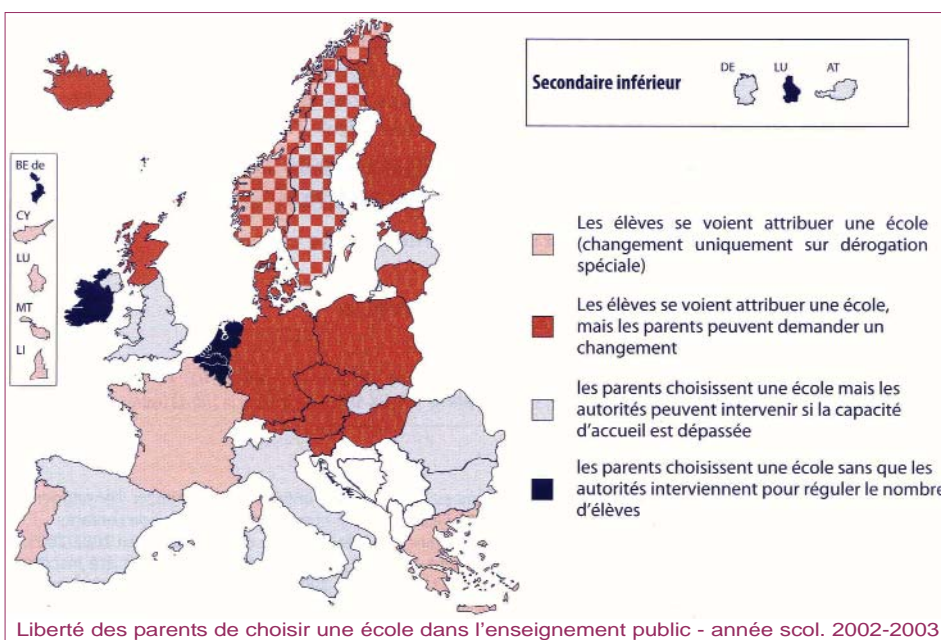 Secondaire inférieur
DE LU AT
BE de
CY
LU
MT
LI
Les élèves se voient attribuer une école
(changement uniquement sur dérogation
spéciale)
Les élèves se voient attribuer une école,
mais les parents peuvent demander un
changement
les parents choisissent une école mais les
autorités peuvent intervenir si la capacité
d'accueil est dépassée
les parents choisissent une école sans que les
autorités interviennent pour réguler le nombre
d'élèves
Liberté des parents de choisir une école dans l'enseignement public - année scol. 2002-2003